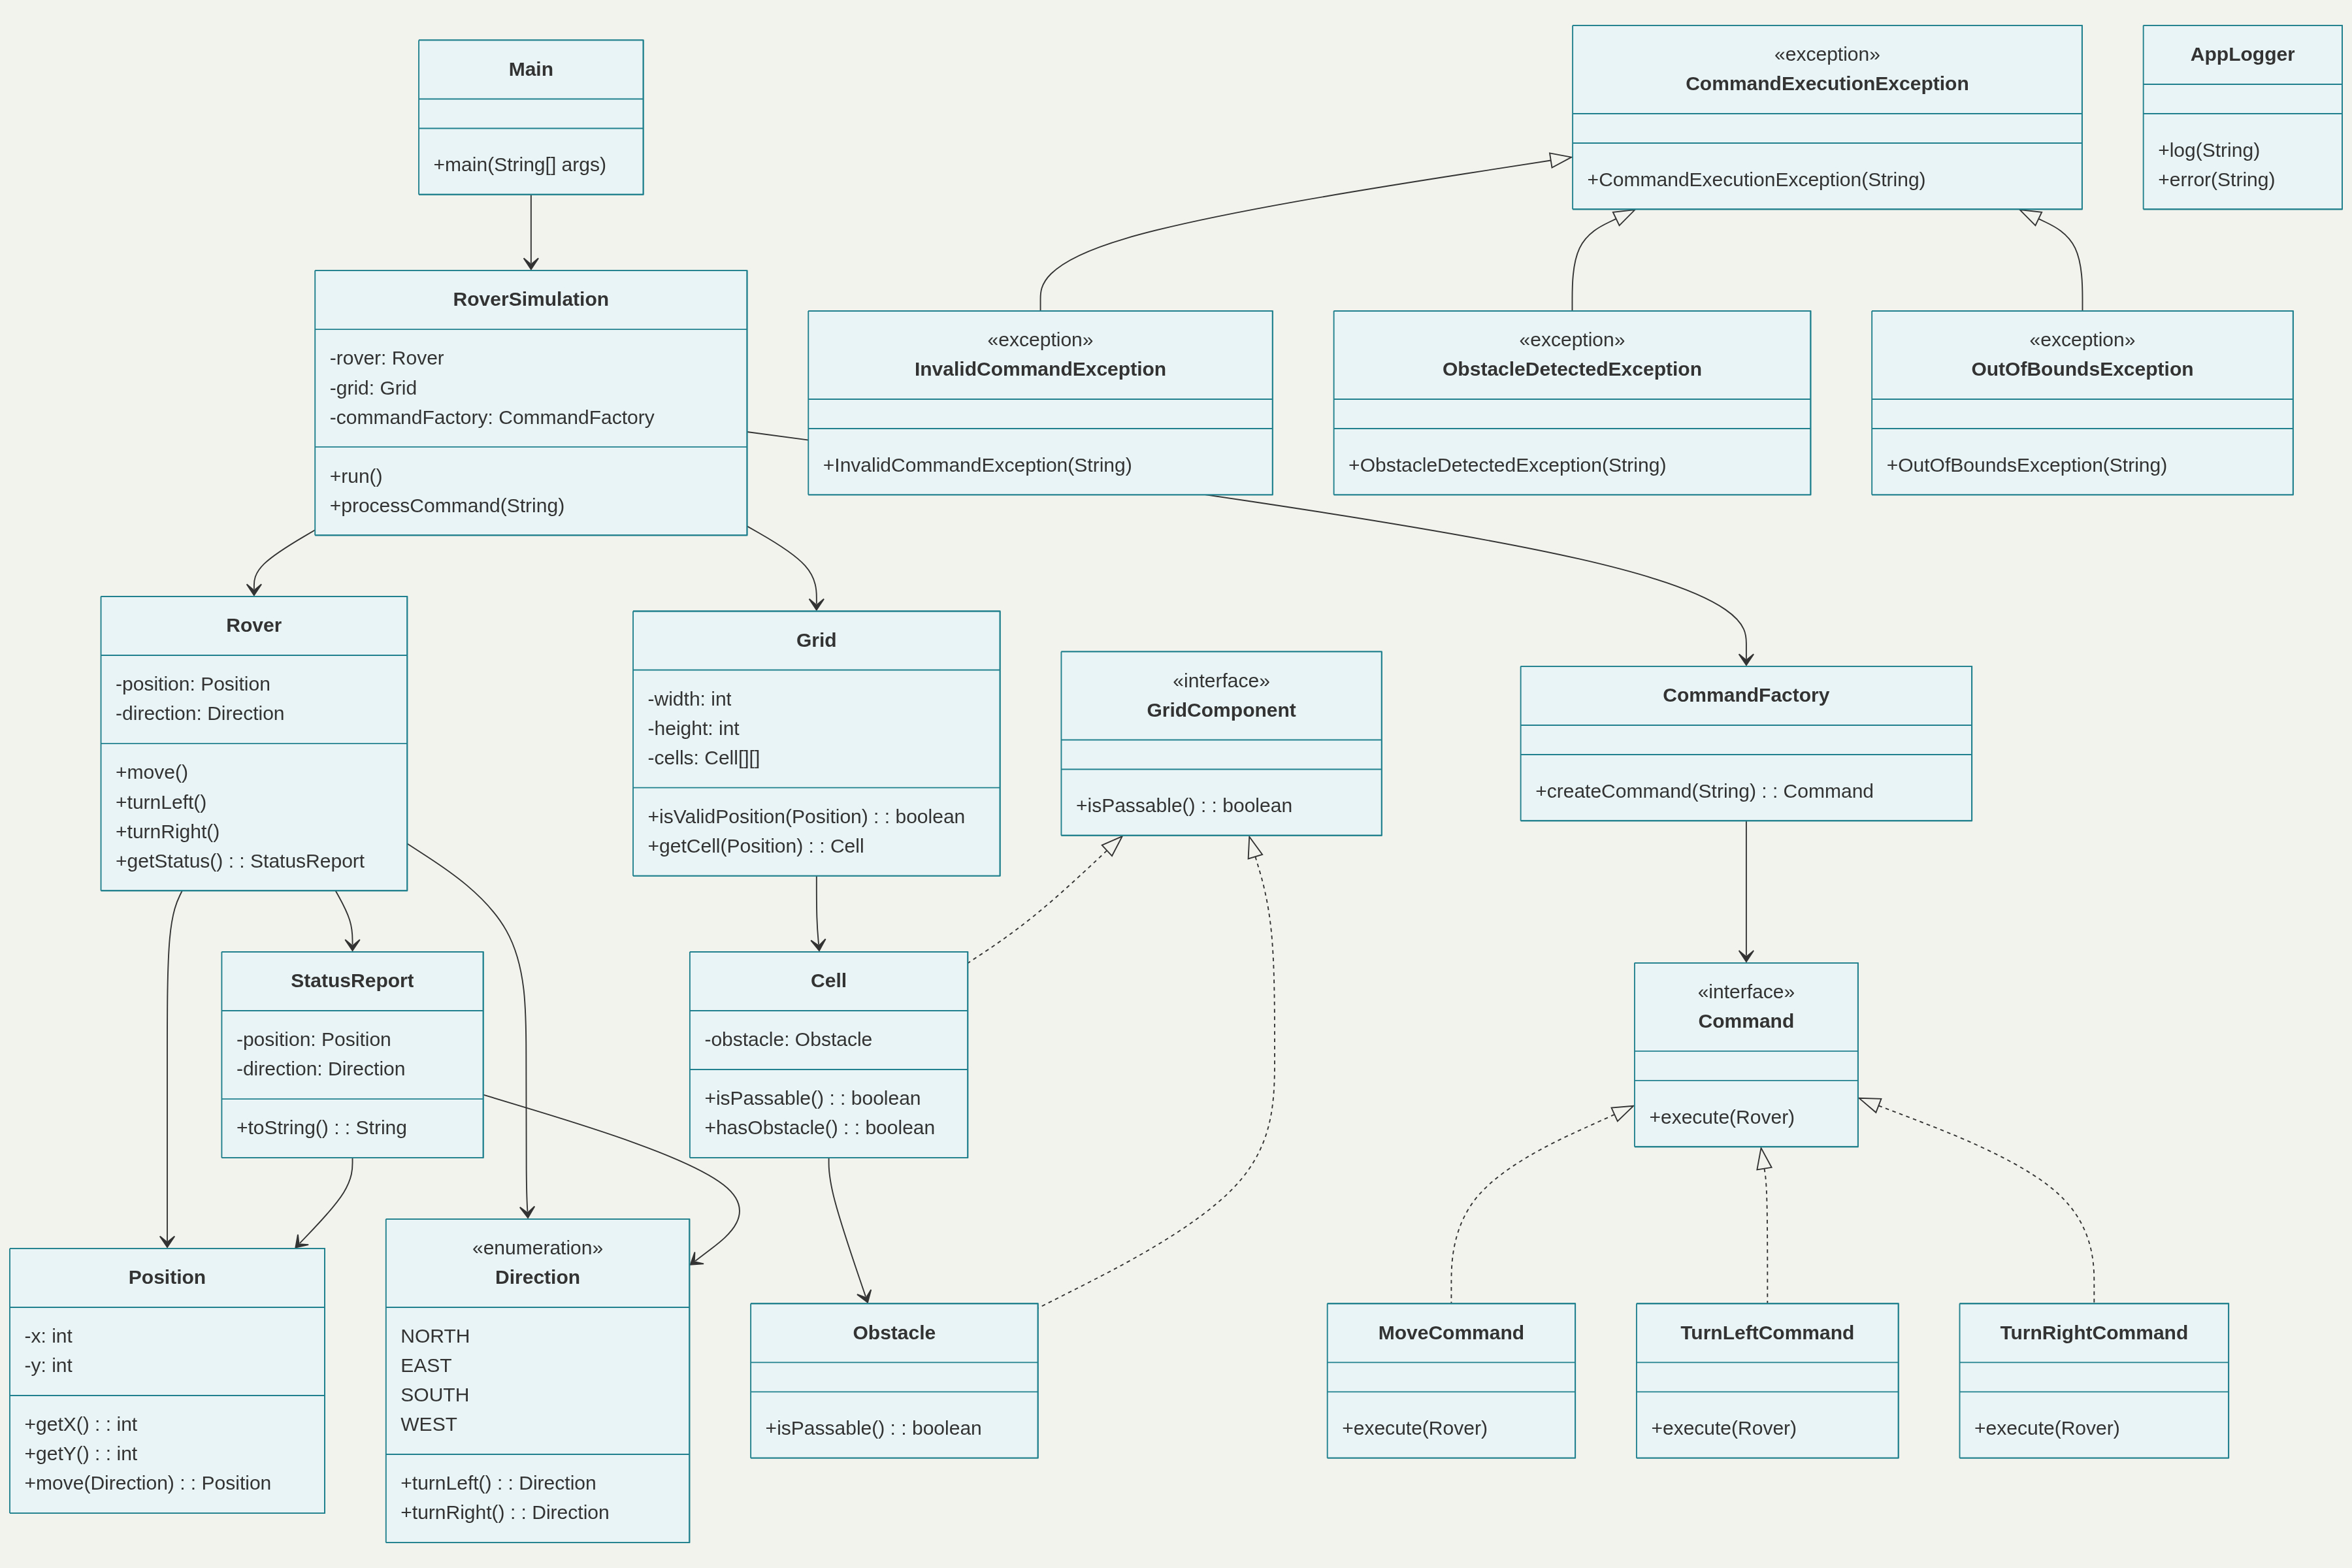 Main
+main(String[] args)
«exception»
CommandExecutionException
+CommandExecutionException(String)
AppLogger
+log(String)
+error(String)
RoverSimulation
-rover: Rover
-grid: Grid
-commandFactory: CommandFactory
+run()
+processCommand(String)
«exception»
InvalidCommandException
+InvalidCommandException(String)
«exception»
ObstacleDetectedException
+ObstacleDetectedException(String)
«exception»
OutOfBoundsException
+OutOfBoundsException(String)
Rover
-position: Position
-direction: Direction
+move()
+turnLeft()
+turnRight()
+getStatus() : : StatusReport
Grid
-width: int
-height: int
-cells: Cell[][]
+isValidPosition(Position) : : boolean
+getCell(Position) : : Cell
«interface»
GridComponent
+isPassable() : : boolean
CommandFactory
+createCommand(String) : : Command
StatusReport
-position: Position
-direction: Direction
+toString() : : String
Cell
-obstacle: Obstacle
+isPassable() : : boolean
+hasObstacle() : : boolean
«interface»
Command
+execute(Rover)
Position
-x: int
-y: int
+getX() : : int
+getY() : : int
+move(Direction) : : Position
«enumeration»
Direction
NORTH
EAST
SOUTH
WEST
+turnLeft() : : Direction
+turnRight() : : Direction
Obstacle
+isPassable() : : boolean
MoveCommand
+execute(Rover)
TurnLeftCommand
+execute(Rover)
TurnRightCommand
+execute(Rover)